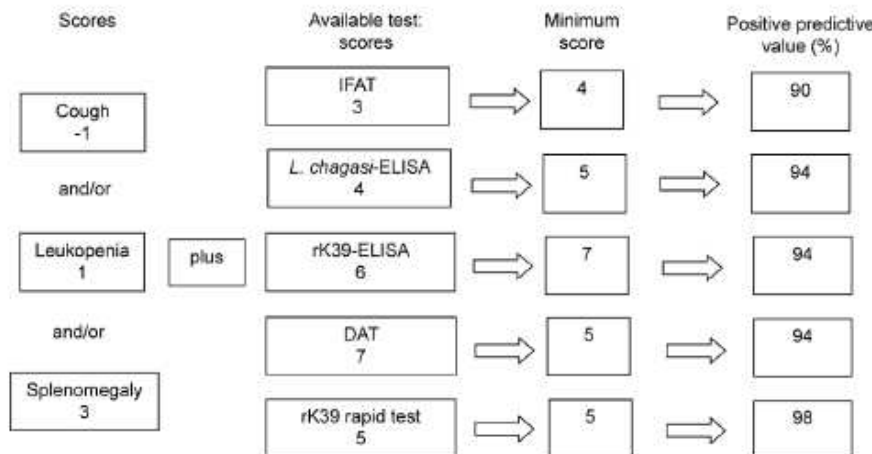 Scores
Available test:
scores
Minimum
score
Positive predictive
value (%)
Cough
-1
and/or
Leukopenia
1
and/or
Splenomegaly
3
plus
IFAT
3
4
90
L. chagasi-ELISA
4
5
94
rK39-ELISA
6
7
94
DAT
7
5
94
rK39 rapid test
5
5
98